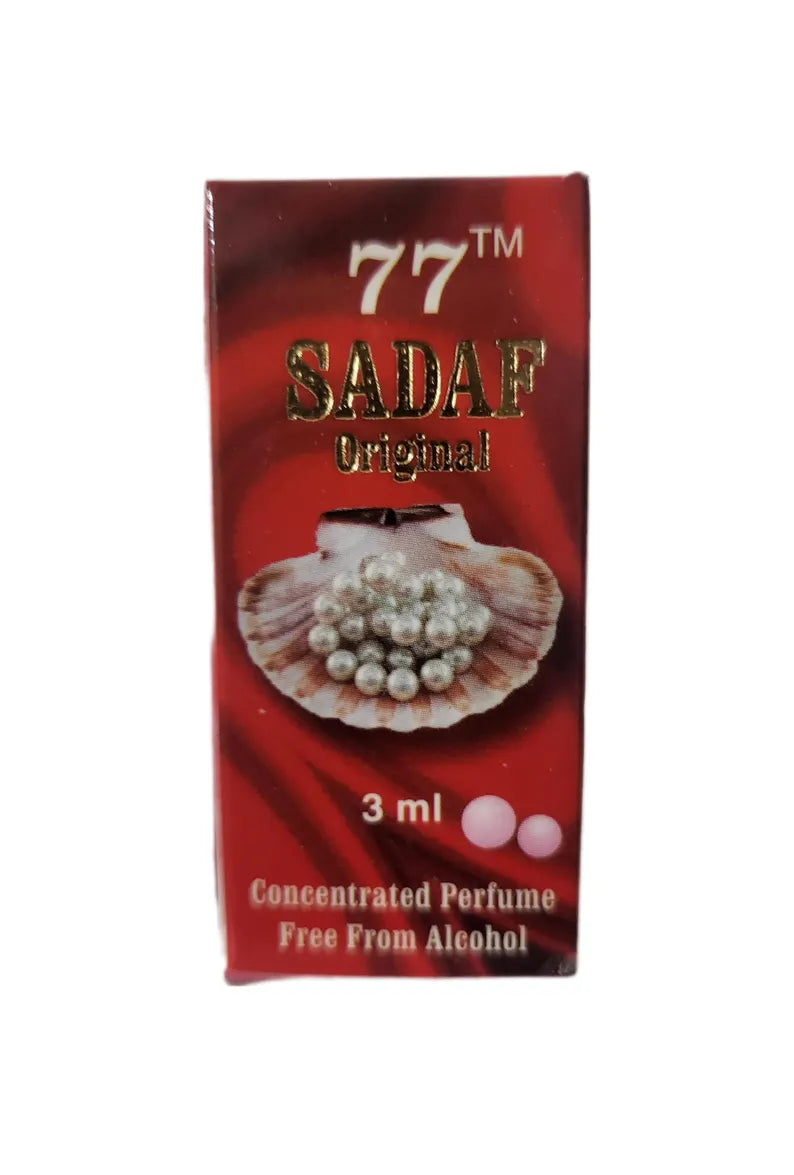 77™
SADAF
Original
3 ml
Concentrated Perfume
Free From Alcohol